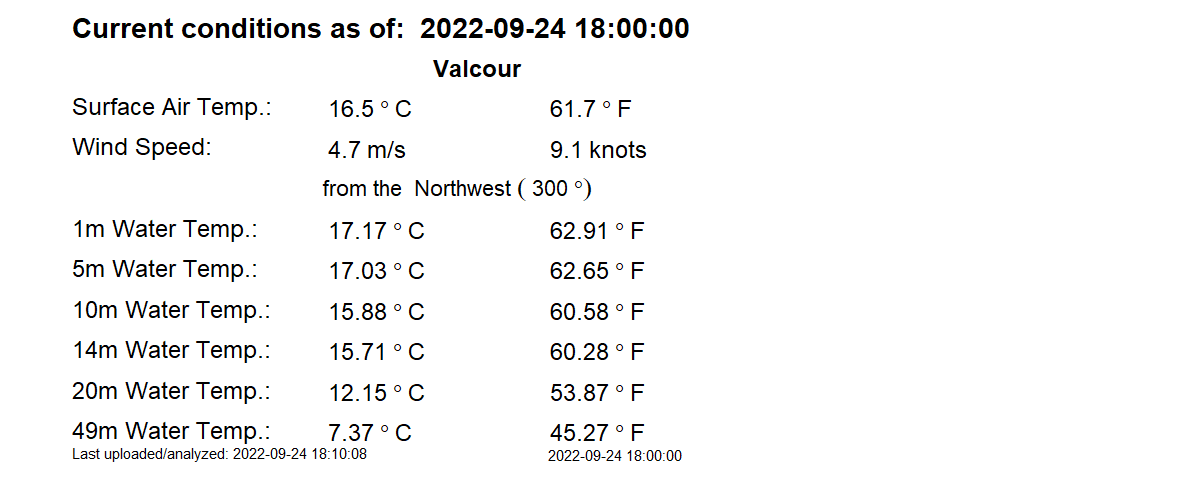 Current conditions as of:  2022-09-24 18:00:00
Valcour
Surface Air Temp.: 16.5 ° C 61.7 ° F
Wind Speed: 4.7 m/s 9.1 knots
from the  Northwest ( 300 °)
1m Water Temp.: 17.17 ° C 62.91 ° F
5m Water Temp.: 17.03 ° C 62.65 ° F
10m Water Temp.: 15.88 ° C 60.58 ° F
14m Water Temp.: 15.71 ° C 60.28 ° F
20m Water Temp.: 12.15 ° C 53.87 ° F
49m Water Temp.: 7.37 ° C 45.27 ° F
Last uploaded/analyzed: 2022-09-24 18:10:08 2022-09-24 18:00:00